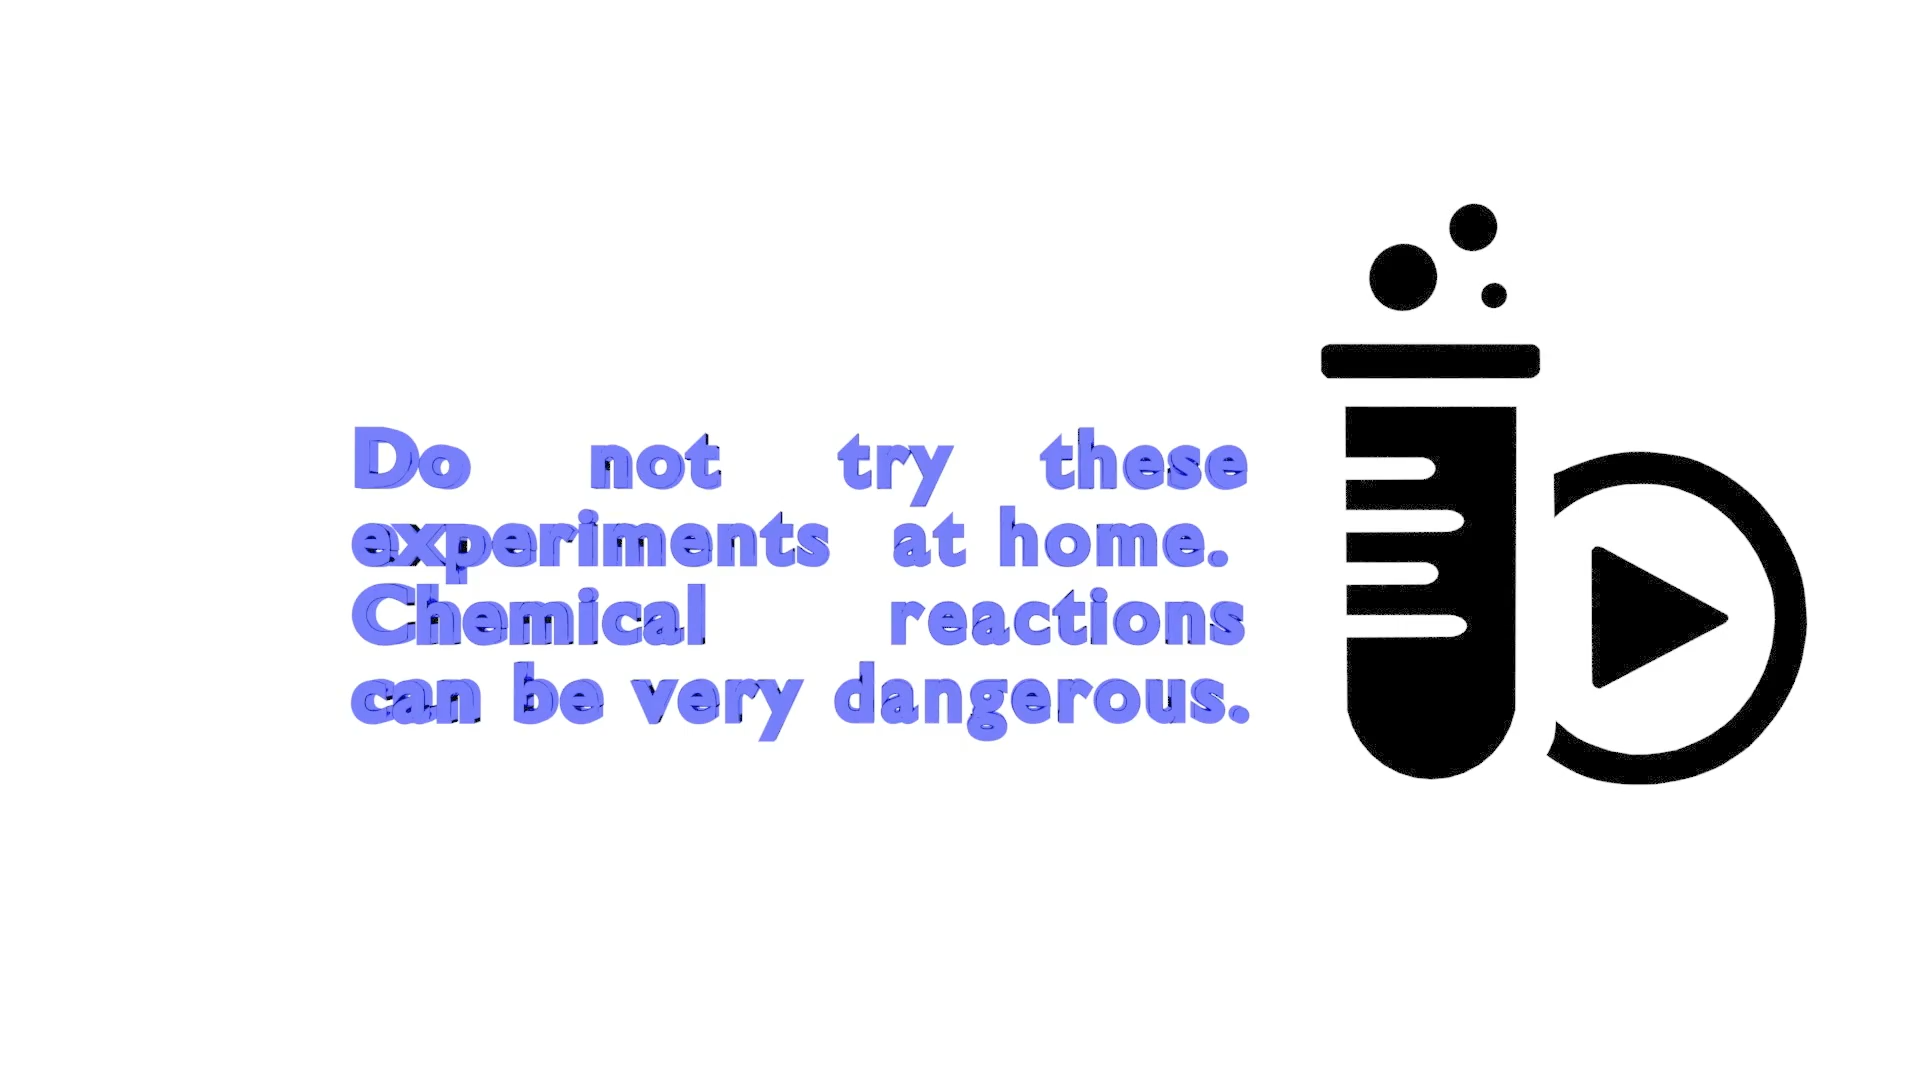 Do not try these
experiments at home.
Chemical reactions
can be very dangerous.